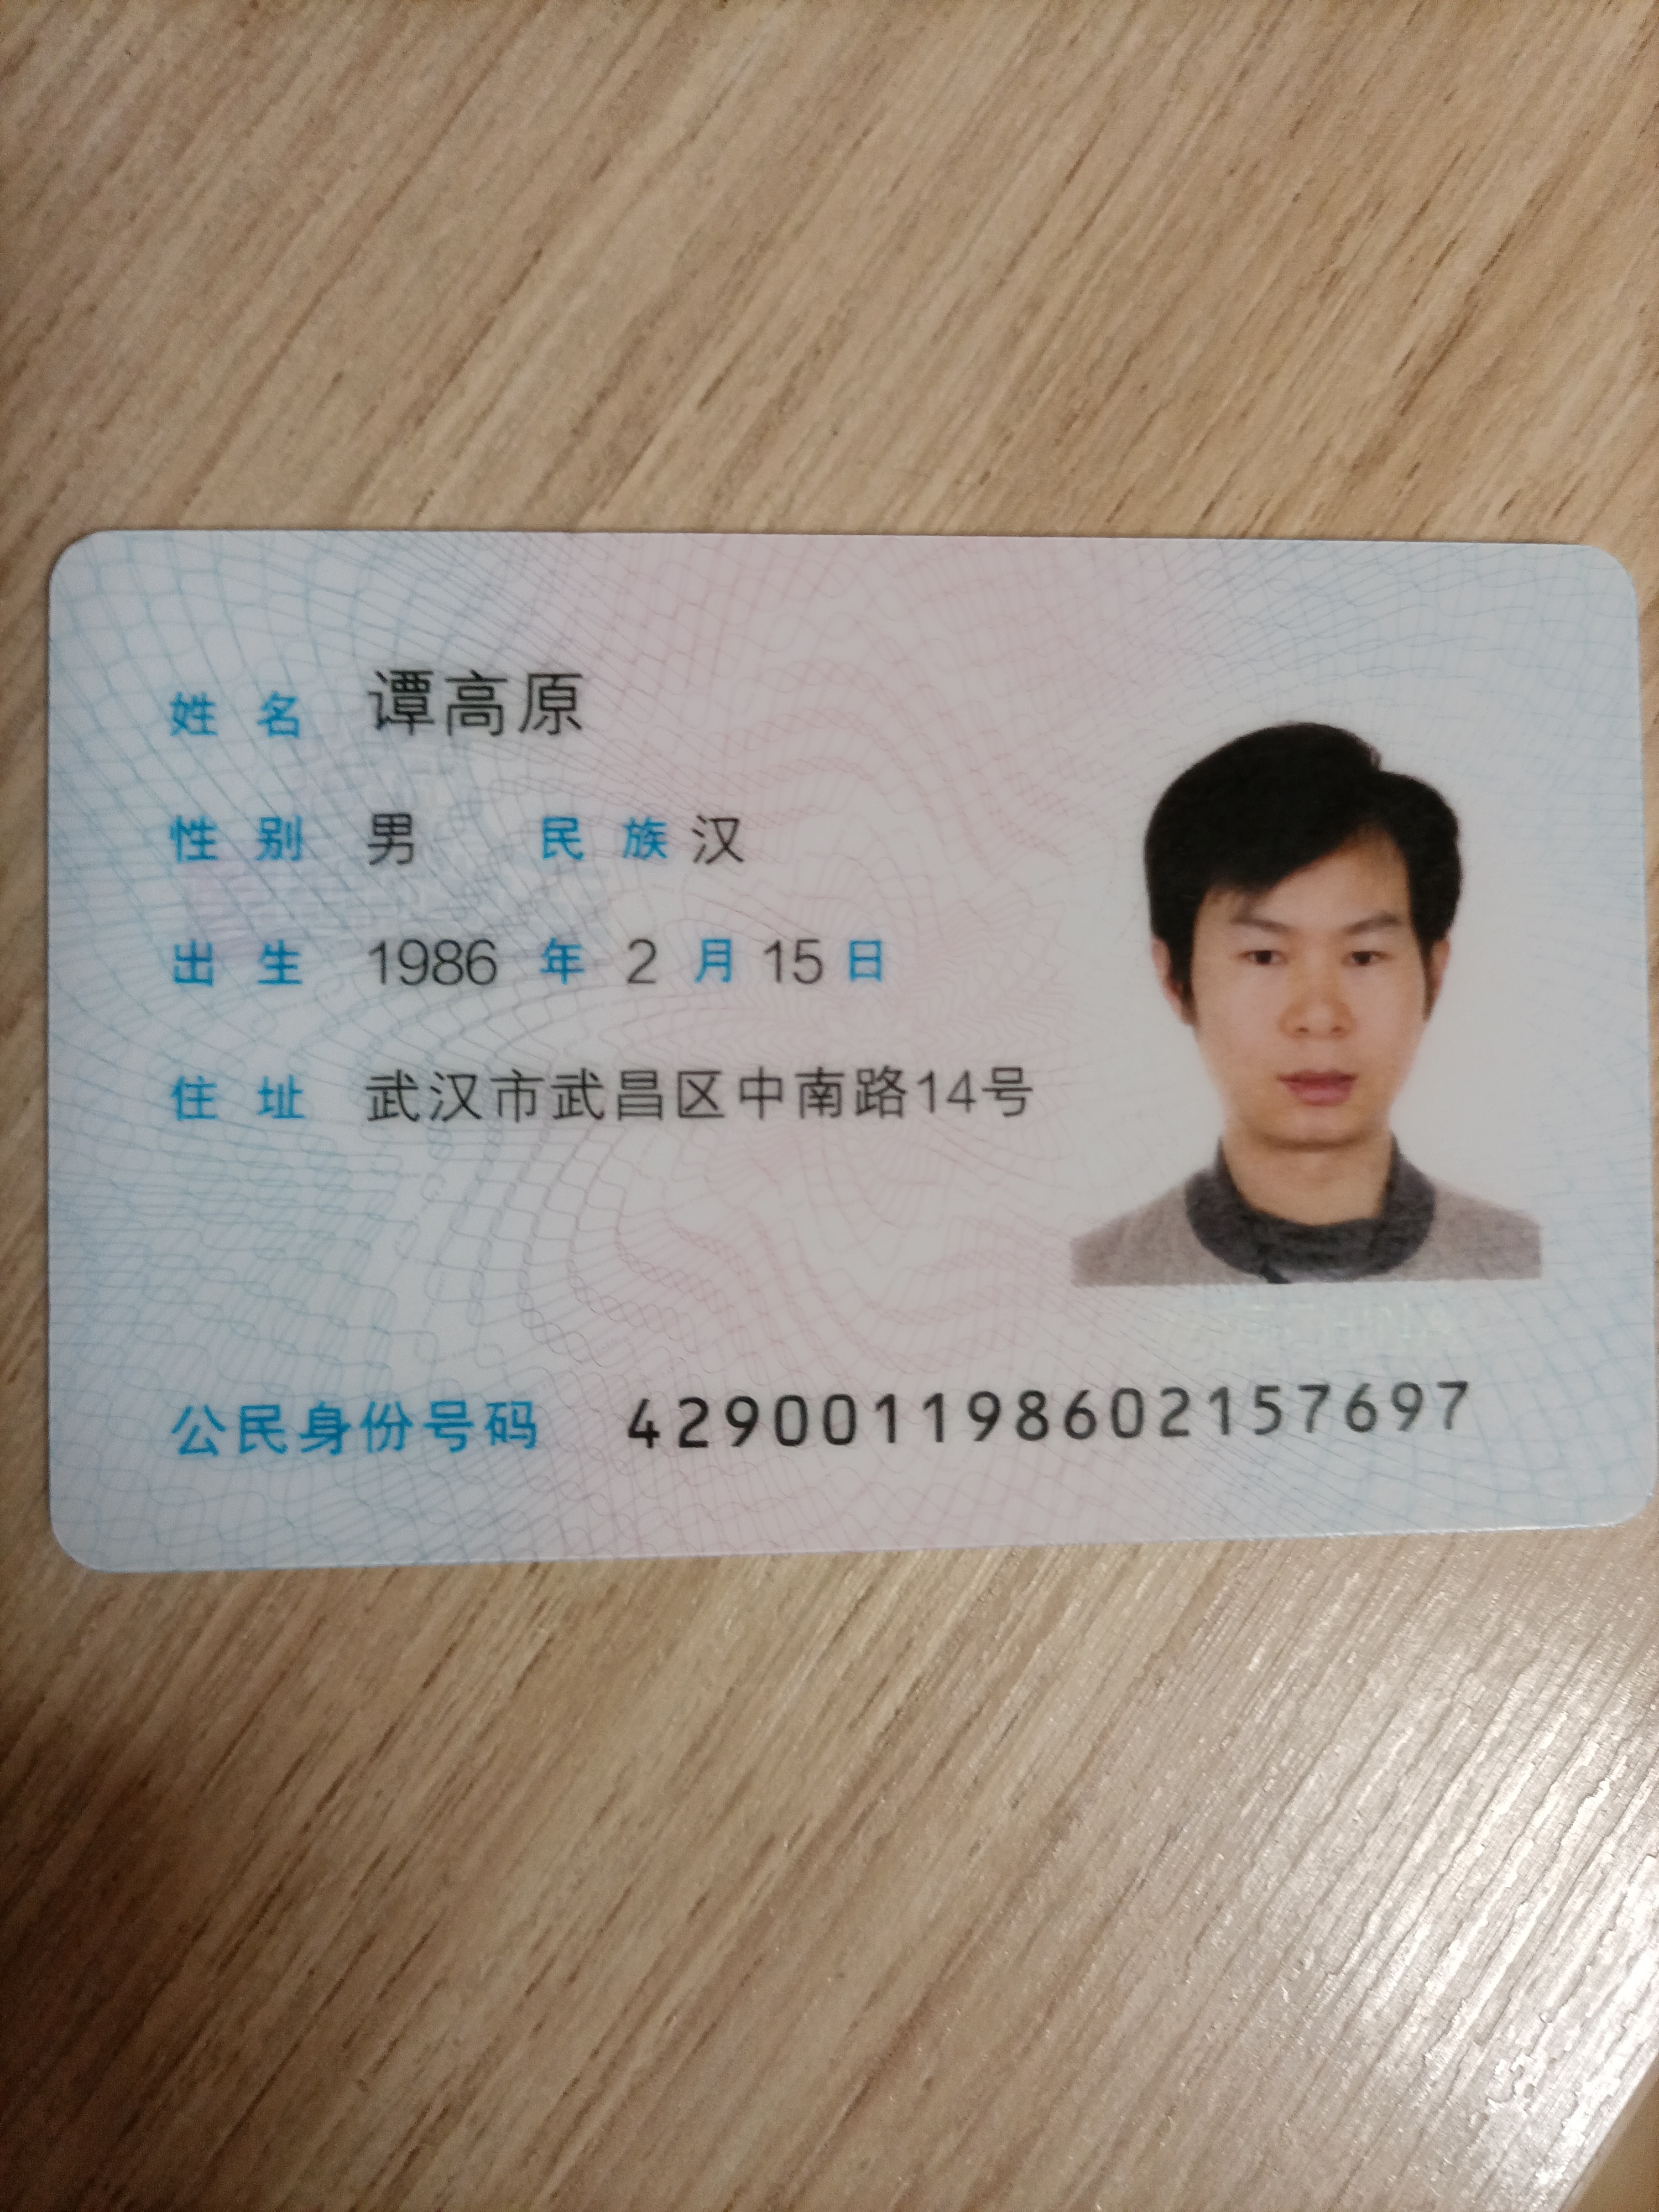 姓名 谭高原
性别 男 民族 汉
出生 1986 年 2 月 15 日
住址 武汉市武昌区中南路14号
公民身份号码 429001198602157697